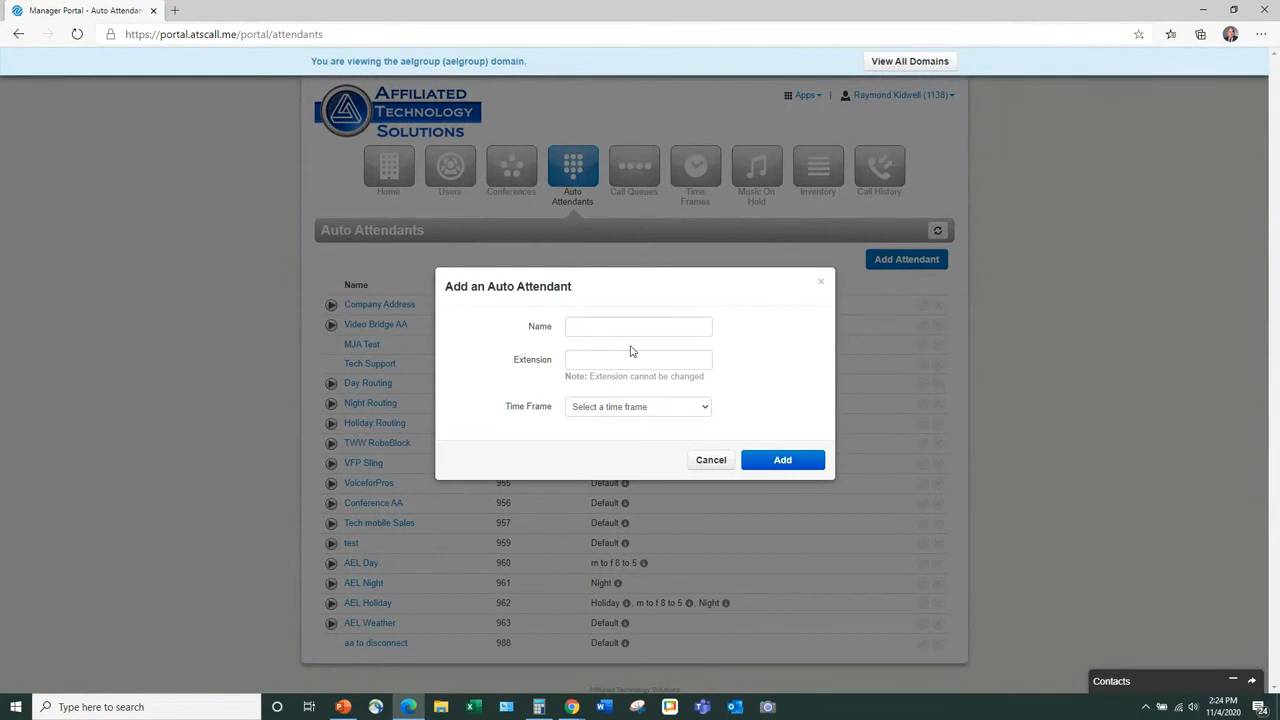 Manager Portal - Auto Attendan
https://portal.atscall.me/portal/attendants
You are viewing the aelgroup (aelgroup) domain.
View All Domains
AFFILIATED
TECHNOLOGY
SOLUTIONS
Apps
Raymond Kidwell (1138)
Home
Users
Conferences
Auto Attendants
Call Queues
Time Frames
Music On Hold
Inventory
Call History
Auto Attendants
Add Attendant
Name
Company Address
Video Bridge AA
MJA Test
Tech Support
Day Routing
Night Routing
Holiday Routing
TWW RoboBlock
VFP Sling
VoiceforPros 955 Default
Conference AA 956 Default
Tech mobile Sales 957 Default
test 959 Default
AEL Day 960 m to f 8 to 5
AEL Night 961 Night
AEL Holiday 962 Holiday , m to f 8 to 5 , Night
AEL Weather 963 Default
aa to disconnect 988 Default
Add an Auto Attendant
×
Name
Extension
Note: Extension cannot be changed
Time Frame Select a time frame
Cancel
Add
Affiliated Technology Solutions
Contacts
Type here to search
2:24 PM
11/4/2020
24